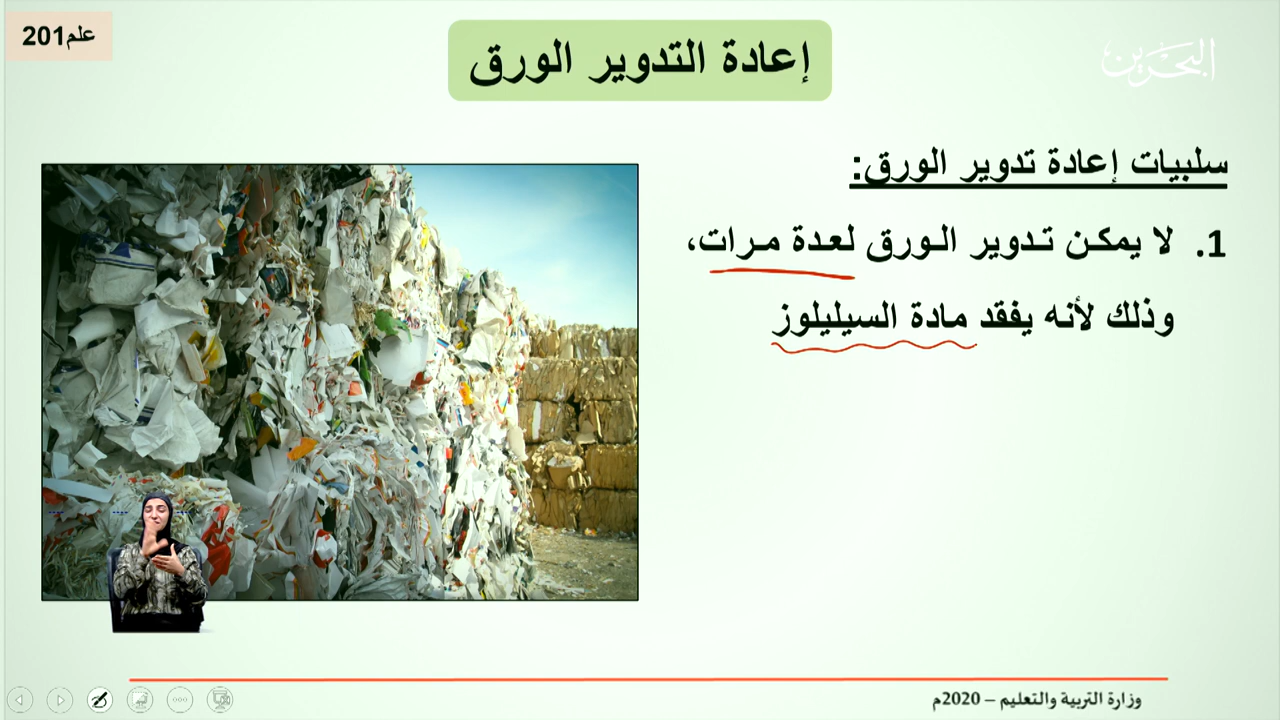 علم201
البحرين
إعادة التدوير الورق
سلبيات إعادة تدوير الورق:
1. لا يمكن تدوير الورق لعدة مرات،
وذلك لأنه يفقد مادة السيليلوز
وزارة التربية والتعليم – 2020م